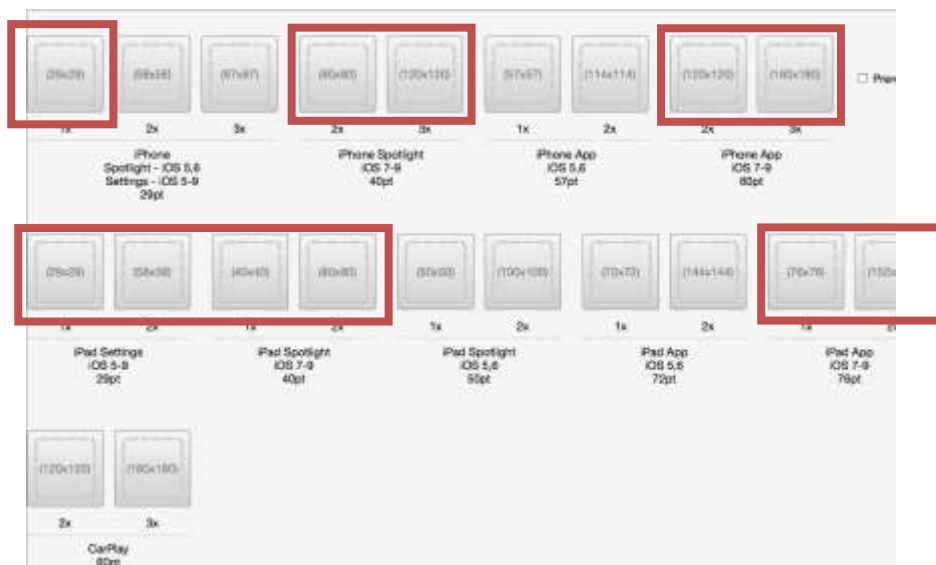 (29x29) (58x58) (87x87) (80x80) (120x120) (57x57) (114x114) (120x120) (180x180)
1x 2x 3x 2x 3x 1x 2x 2x 3x
iPhone
Spotlight - iOS 5,6
Settings - iOS 5-9
29pt
iPhone Spotlight
iOS 7-9
40pt
iPhone App
iOS 5,6
57pt
iPhone App
iOS 7-9
60pt
(29x29) (58x58) (40x40) (80x80) (50x50) (100x100) (72x72) (144x144) (76x76)
1x 2x 1x 2x 1x 2x 1x 2x 1x
iPad Settings
iOS 5-9
29pt
iPad Spotlight
iOS 7-9
40pt
iPad Spotlight
iOS 5,6
50pt
iPad App
iOS 5,6
72pt
iPad App
iOS 7-9
76pt
(120x120) (180x180)
2x 3x
CarPlay
60pt